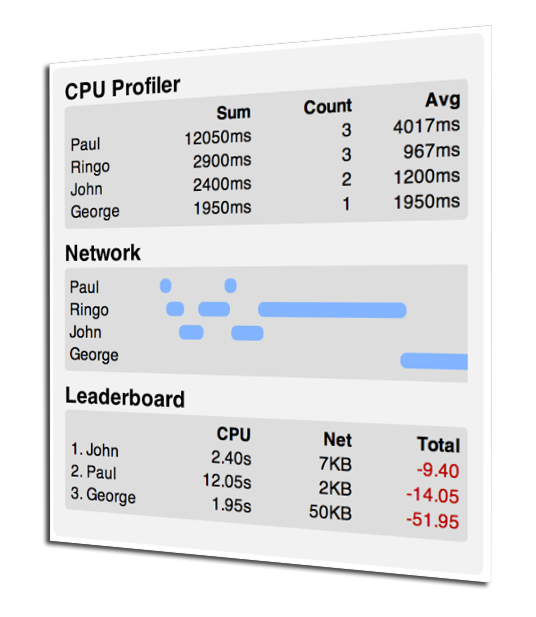 CPU Profiler
Sum Count Avg
Paul 12050ms 3 4017ms
Ringo 2900ms 3 967ms
John 2400ms 2 1200ms
George 1950ms 1 1950ms
Network
Paul
Ringo
John
George
Leaderboard
CPU Net Total
1. John 2.40s 7KB -9.40
2. Paul 12.05s 2KB -14.05
3. George 1.95s 50KB -51.95